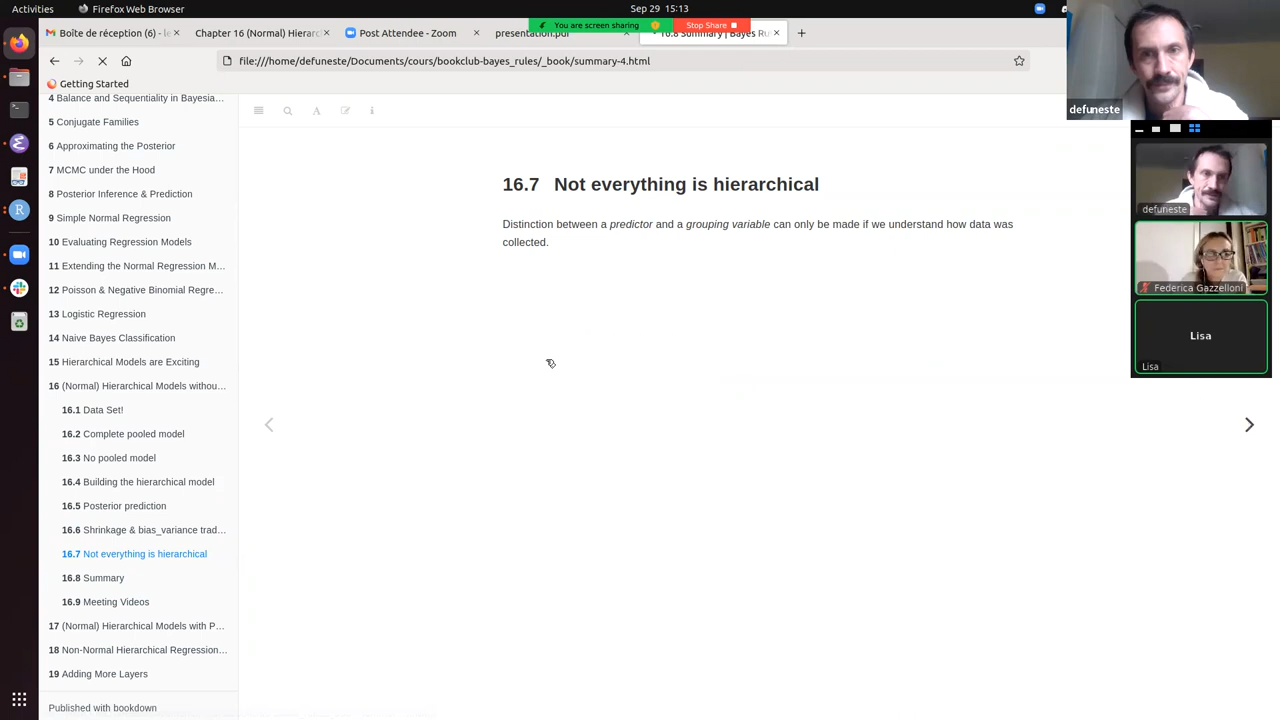 Activities
Firefox Web Browser
Sep 29 15:13
You are screen sharing
Stop Share
Boîte de réception (6) - le
Chapter 16 (Normal) Hierarc
Post Attendee - Zoom
presentation.pdf
16.8 Summary | Bayes Ru
file:///home/defuneste/Documents/cours/bookclub-bayes_rules/_book/summary-4.html
Getting Started
4 Balance and Sequentiality in Bayesia…
5 Conjugate Families
6 Approximating the Posterior
7 MCMC under the Hood
8 Posterior Inference & Prediction
9 Simple Normal Regression
10 Evaluating Regression Models
11 Extending the Normal Regression M…
12 Poisson & Negative Binomial Regre…
13 Logistic Regression
14 Naive Bayes Classification
15 Hierarchical Models are Exciting
16 (Normal) Hierarchical Models withou…
16.1 Data Set!
16.2 Complete pooled model
16.3 No pooled model
16.4 Building the hierarchical model
16.5 Posterior prediction
16.6 Shrinkage & bias_variance trad…
16.7 Not everything is hierarchical
16.8 Summary
16.9 Meeting Videos
17 (Normal) Hierarchical Models with P…
18 Non-Normal Hierarchical Regression…
19 Adding More Layers
Published with bookdown
16.7 Not everything is hierarchical
Distinction between a predictor and a grouping variable can only be made if we understand how data was
collected.
defuneste
defuneste
Federica Gazzelloni
Lisa
Lisa